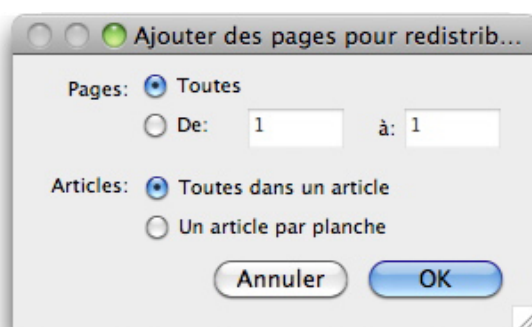 Ajouter des pages pour redistrib...
Pages: Toutes
De: 1 à: 1
Articles: Toutes dans un article
Un article par planche
Annuler OK